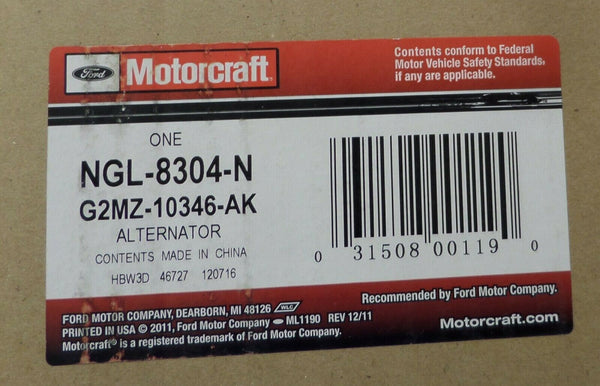 Ford Motorcraft
Contents conform to Federal
Motor Vehicle Safety Standards,
if any are applicable.
ONE
NGL-8304-N
G2MZ-10346-AK
ALTERNATOR
CONTENTS MADE IN CHINA
HBW3D 46727 120716
0 31508 00119 0
Recommended by Ford Motor Company.
FORD MOTOR COMPANY, DEARBORN, MI 48126 WLC
PRINTED IN USA © 2011, Ford Motor Company ML1190 REV 12/11
Motorcraft® is a registered trademark of Ford Motor Company.
Motorcraft.com